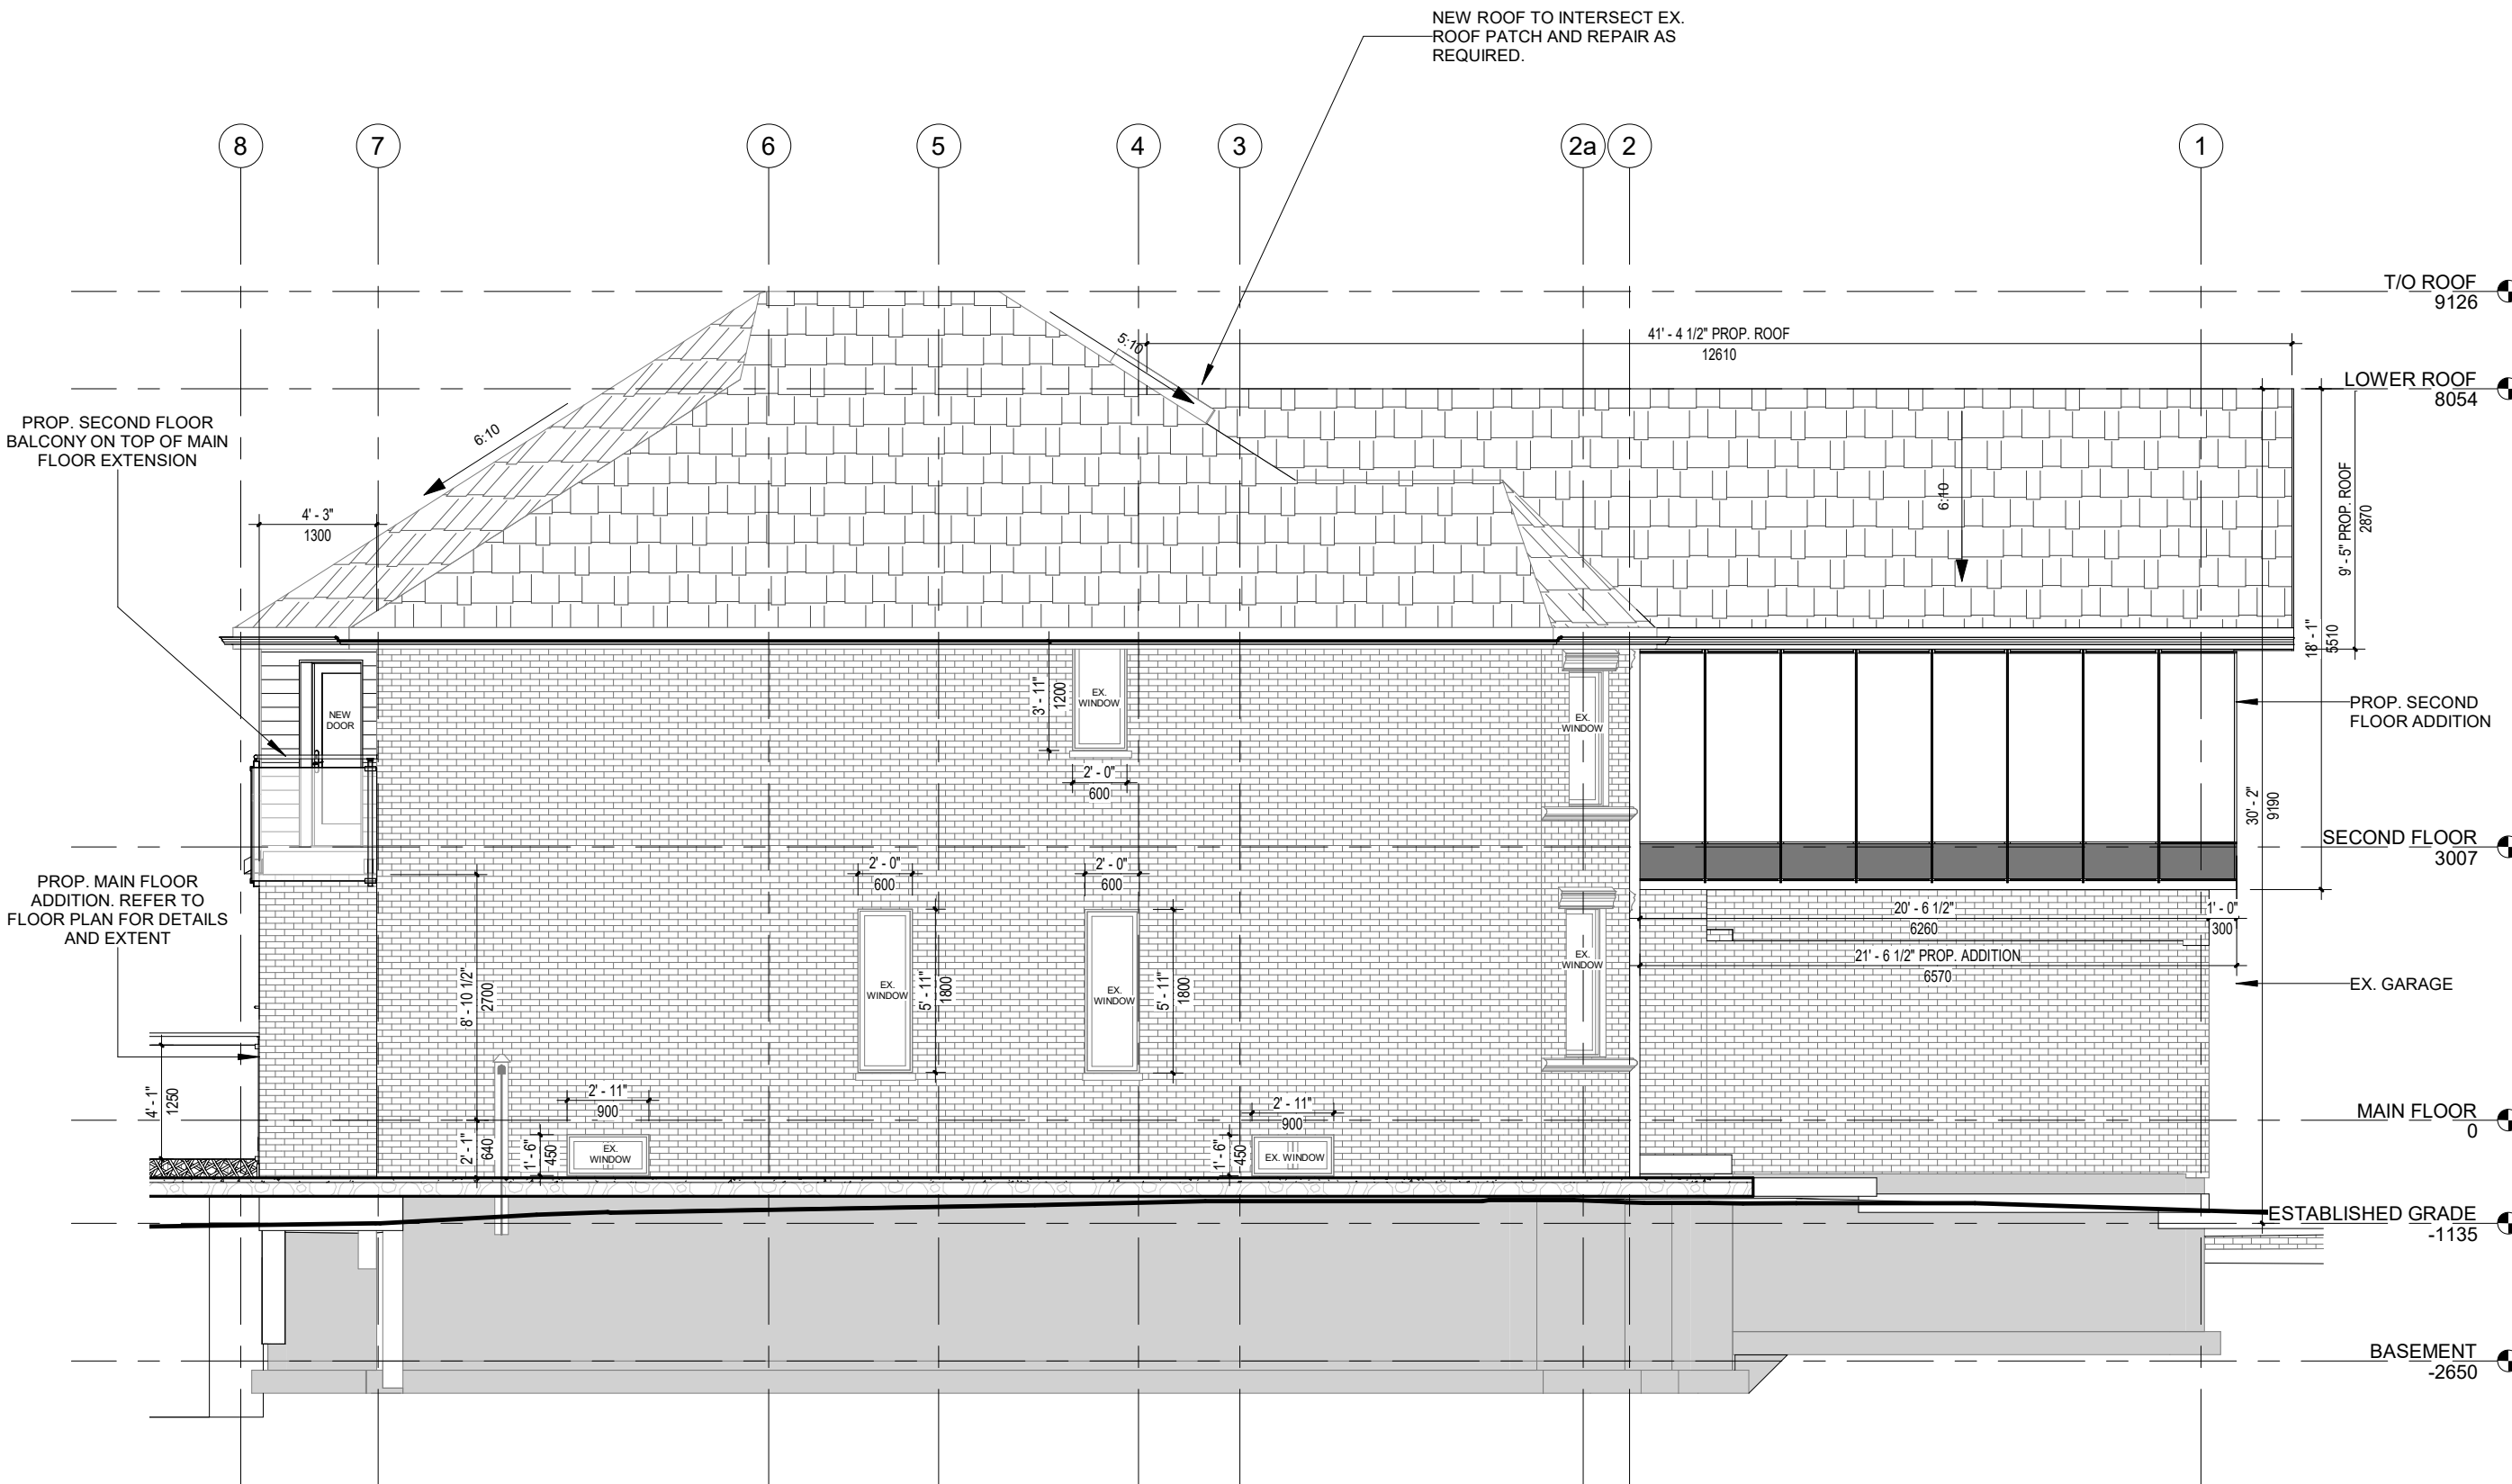 NEW ROOF TO INTERSECT EX.
ROOF PATCH AND REPAIR AS
REQUIRED.
8
7
6
5
4
3
2a
2
1
T/O ROOF
9126
5:10
41' - 4 1/2" PROP. ROOF
12610
LOWER ROOF
8054
PROP. SECOND FLOOR
BALCONY ON TOP OF MAIN
FLOOR EXTENSION
6:10
4' - 3"
1300
6:10
9' - 5" PROP. ROOF
2870
18' - 1"
5510
NEW
DOOR
3' - 11"
1200
EX.
WINDOW
2' - 0"
600
EX.
WINDOW
PROP. SECOND
FLOOR ADDITION
30' - 2"
9190
SECOND FLOOR
3007
PROP. MAIN FLOOR
ADDITION. REFER TO
FLOOR PLAN FOR DETAILS
AND EXTENT
2' - 0"
600
2' - 0"
600
20' - 6 1/2"
6260
1' - 0"
300
21' - 6 1/2" PROP. ADDITION
6570
8' - 10 1/2"
2700
EX.
WINDOW
5' - 11"
1800
EX.
WINDOW
5' - 11"
1800
EX.
WINDOW
EX. GARAGE
4' - 1"
1250
2' - 11"
900
2' - 11"
900
MAIN FLOOR
0
2' - 1"
640
1' - 6"
450
EX.
WINDOW
1' - 6"
450
EX. WINDOW
ESTABLISHED GRADE
-1135
BASEMENT
-2650